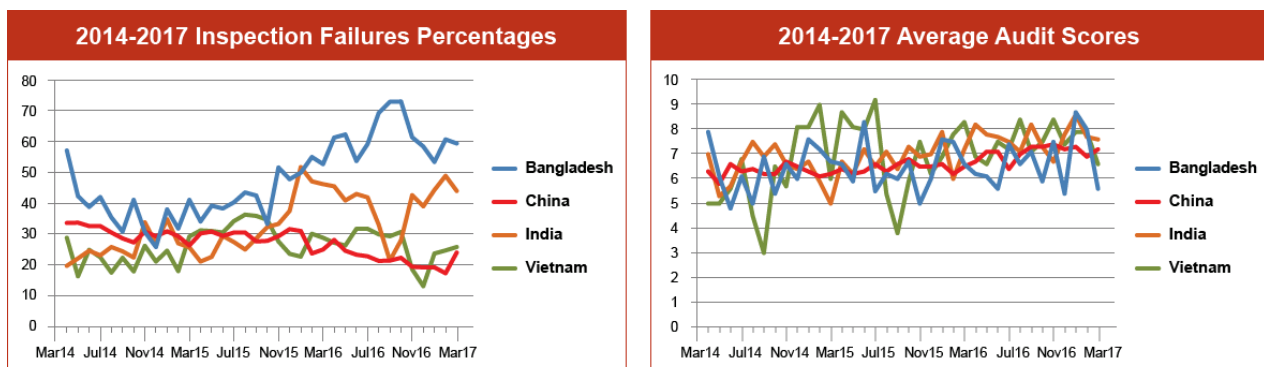 2014-2017 Inspection Failures Percentages
80
70
60
50
40
30
20
10
0
Mar14 Jul14 Nov14 Mar15 Jul15 Nov15 Mar16 Jul16 Nov16 Mar17
Bangladesh
China
India
Vietnam
2014-2017 Average Audit Scores
10
9
8
7
6
5
4
3
2
1
0
Mar14 Jul14 Nov14 Mar15 Jul15 Nov15 Mar16 Jul16 Nov16 Mar17
Bangladesh
China
India
Vietnam